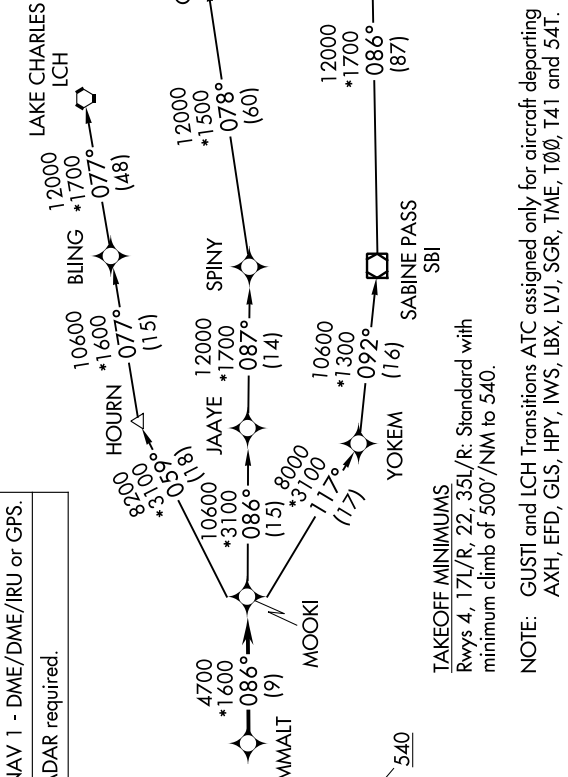 NAV 1 - DME/DME/IRU or GPS.
ADAR required.
LAKE CHARLES
LCH
12000
*1700
077°
(48)
BLING
10600
*1600
077°
(15)
HOURN
8200
*3100
059°
(18)
12000
*1500
078°
(60)
SPINY
12000
*1700
087°
(14)
JAAYE
10600
*3100
086°
(15)
12000
*1700
086°
(87)
SABINE PASS
SBI
10600
*1300
092°
(16)
YOKEM
8000
*3100
117°
(17)
MOOKI
4700
*1600
086°
(9)
MMALT
540
TAKEOFF MINIMUMS
Rwys 4, 17L/R, 22, 35L/R: Standard with
minimum climb of 500'/NM to 540.
NOTE: GUSTI and LCH Transitions ATC assigned only for aircraft departing
AXH, EFD, GLS, HPY, IWS, LBX, LVJ, SGR, TME, TØØ, T41 and 54T.